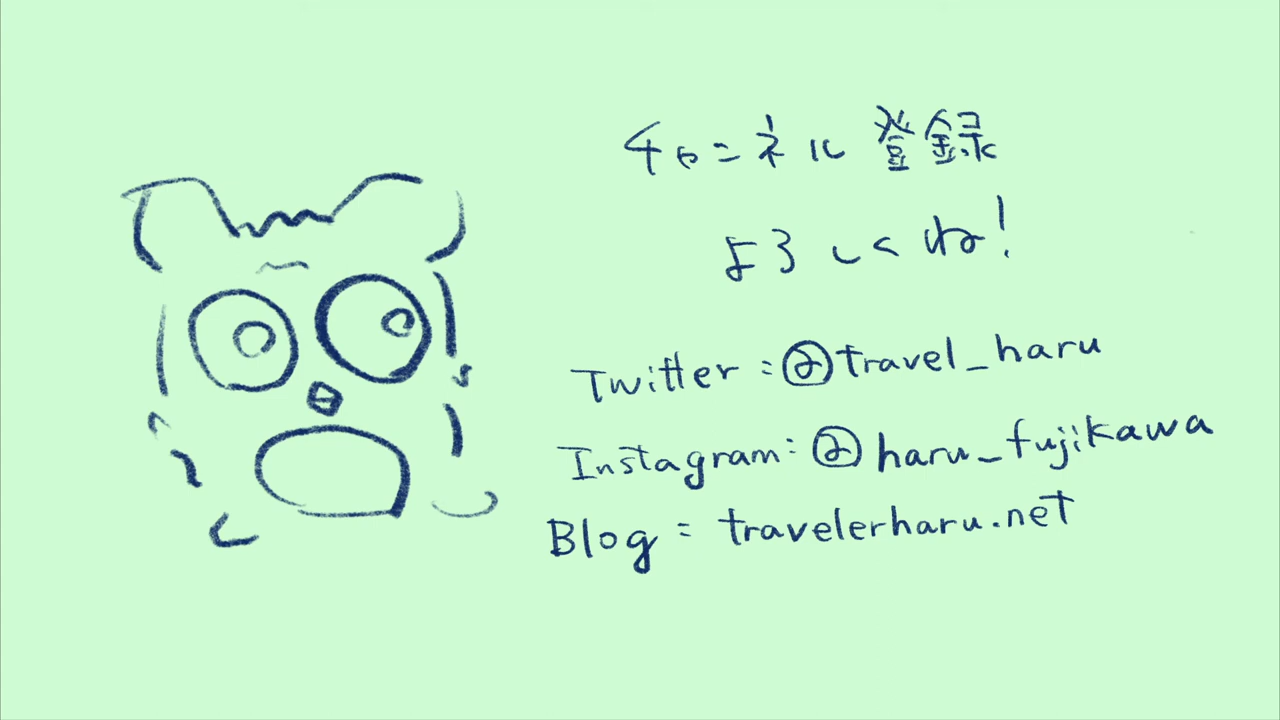 チャンネル登録
よろしくね!
Twitter:@travel_haru
Instagram:@haru_fujikawa
Blog:travelerharu.net